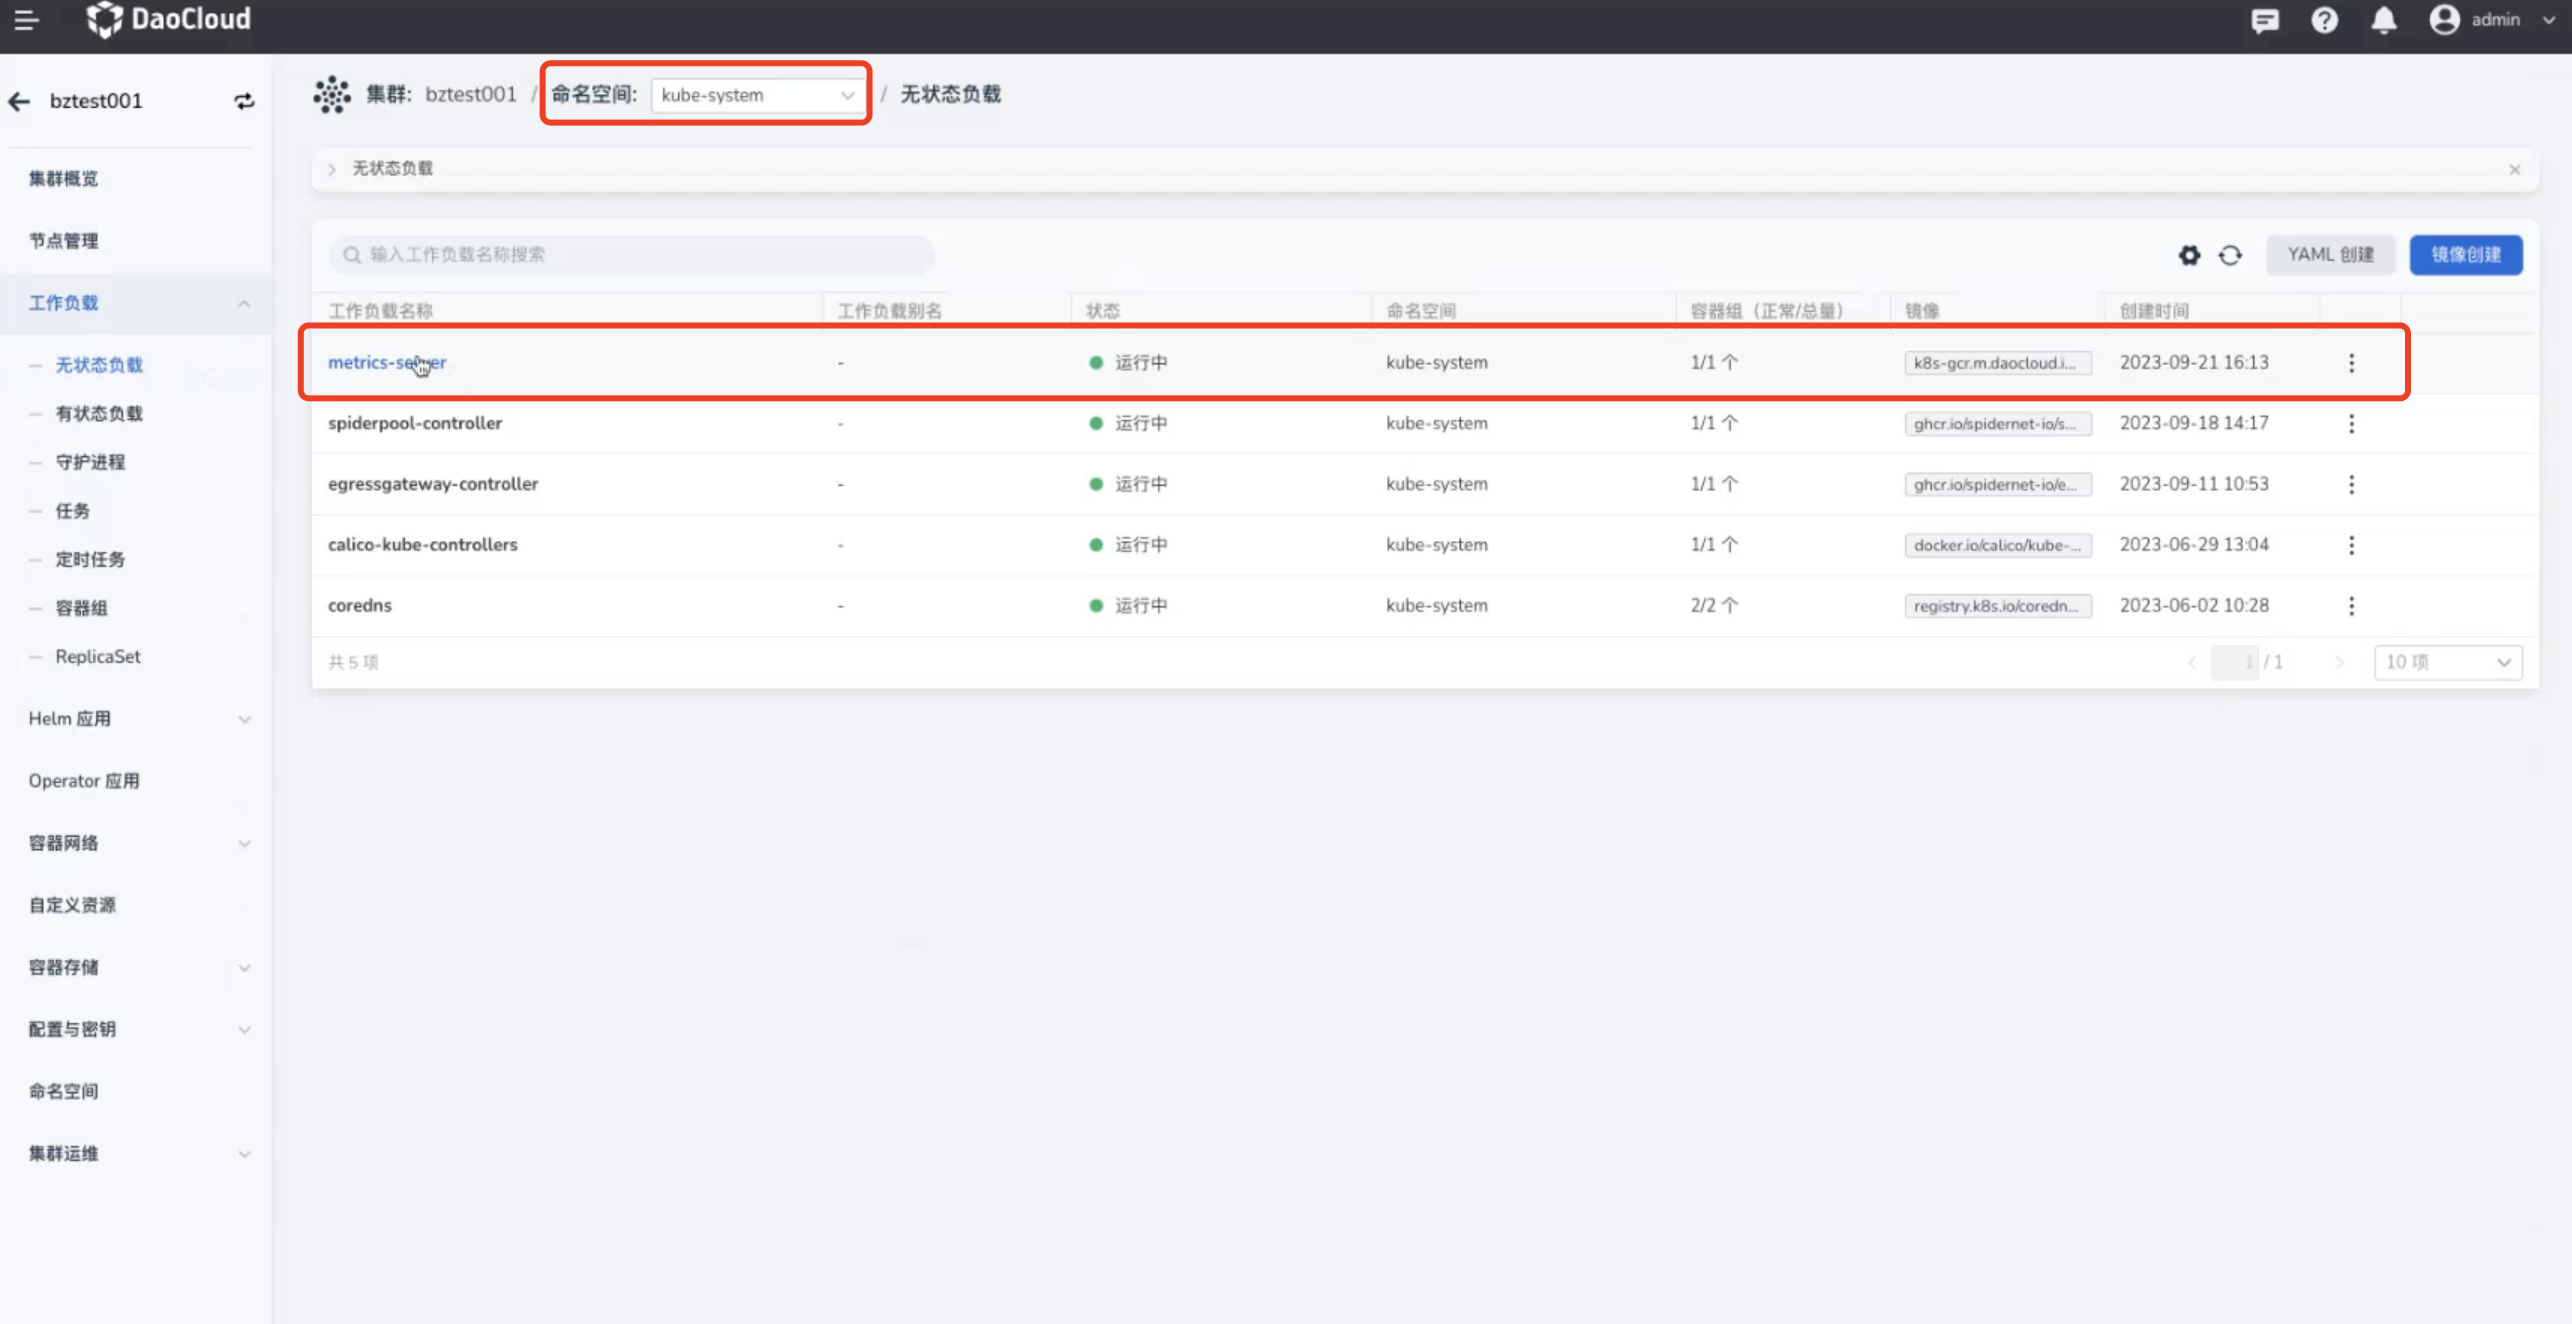 DaoCloud
admin
bztest001
集群: bztest001 / 命名空间: kube-system / 无状态负载
集群概览
节点管理
工作负载
无状态负载
有状态负载
守护进程
任务
定时任务
容器组
ReplicaSet
Helm 应用
Operator 应用
容器网络
自定义资源
容器存储
配置与密钥
命名空间
集群运维
无状态负载
输入工作负载名称搜索
YAML 创建 镜像创建
工作负载名称 工作负载别名 状态 命名空间 容器组（正常/总量） 镜像 创建时间
metrics-server - 运行中 kube-system 1/1 个 k8s-gcr.m.daocloud.i... 2023-09-21 16:13
spiderpool-controller - 运行中 kube-system 1/1 个 ghcr.io/spidernet-io/s... 2023-09-18 14:17
egressgateway-controller - 运行中 kube-system 1/1 个 ghcr.io/spidernet-io/e... 2023-09-11 10:53
calico-kube-controllers - 运行中 kube-system 1/1 个 docker.io/calico/kube-... 2023-06-29 13:04
coredns - 运行中 kube-system 2/2 个 registry.k8s.io/coredn... 2023-06-02 10:28
共 5 项 1 / 1 10 项